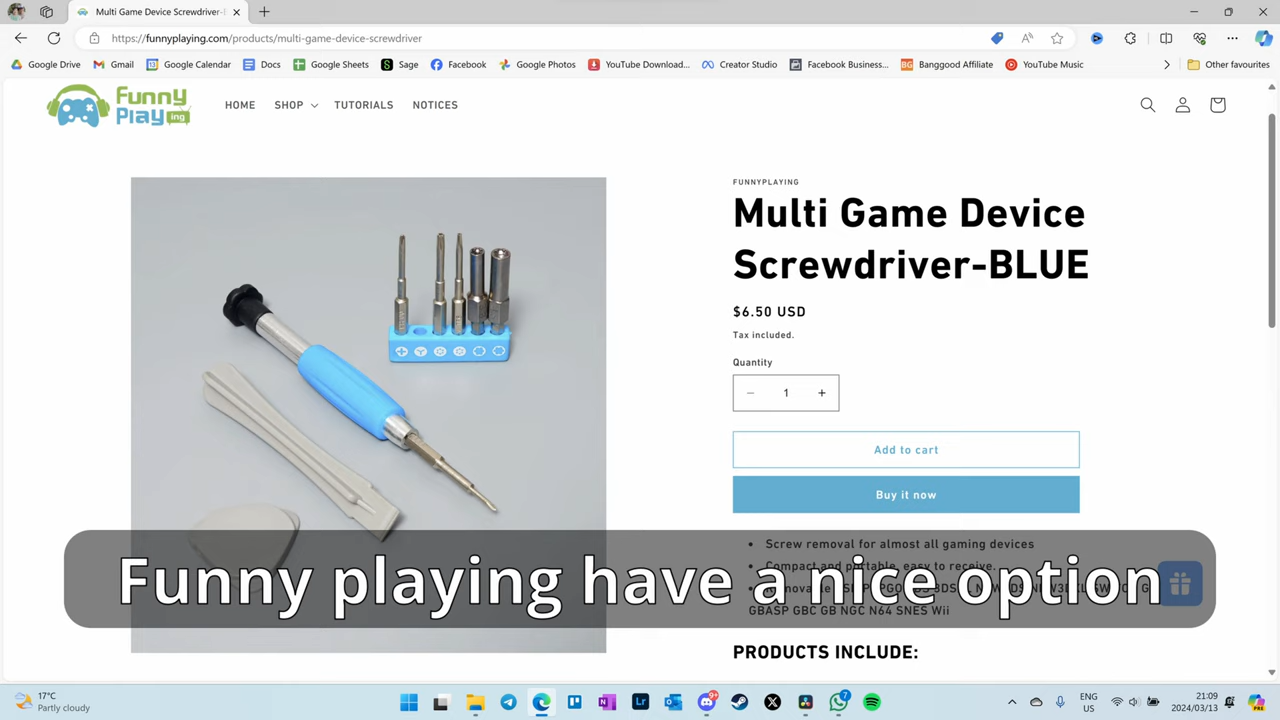 Multi Game Device Screwdriver-B
https://funnyplaying.com/products/multi-game-device-screwdriver
Google Drive
Gmail
Google Calendar
Docs
Google Sheets
Sage
Facebook
Google Photos
YouTube Download...
Creator Studio
Facebook Business...
Banggood Affiliate
YouTube Music
Other favourites
Funny
Play ing
HOME
SHOP
TUTORIALS
NOTICES
FUNNYPLAYING
Multi Game Device
Screwdriver-BLUE
$6.50 USD
Tax included.
Quantity
1
Add to cart
Buy it now
Screw removal for almost all gaming devices
Compact and portable, easy to receive.
GBASP GBC GB NGC N64 SNES Wii
Funny playing have a nice option
PRODUCTS INCLUDE:
17°C
Partly cloudy
ENG
US
21:09
2024/03/13